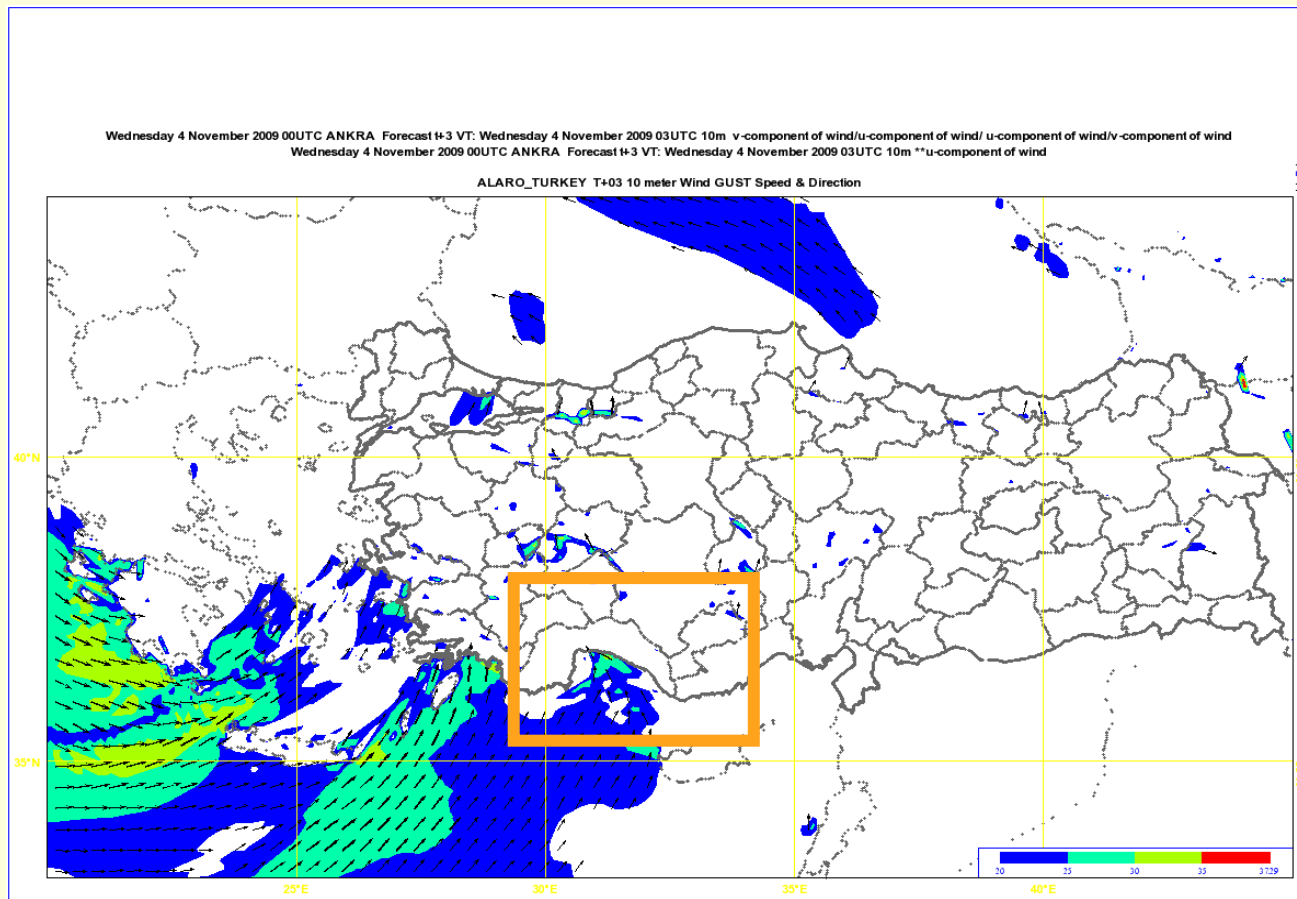 Wednesday 4 November 2009 00UTC ANKRA Forecast t+3 VT: Wednesday 4 November 2009 03UTC 10m v-component of wind/u-component of wind/ u-component of wind/v-component of wind
Wednesday 4 November 2009 00UTC ANKRA Forecast t+3 VT: Wednesday 4 November 2009 03UTC 10m **u-component of wind
ALARO_TURKEY T+03 10 meter Wind GUST Speed & Direction
40°N
35°N
20 25 30 35 3729
25°E 30°E 35°E 40°E